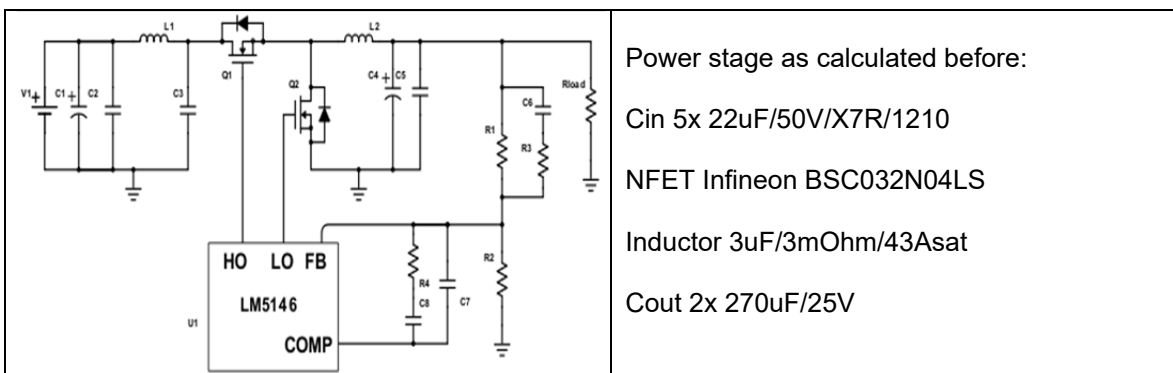 L1
L2
Q1
Q2
V1 +
C1 +
C2
C3
C4 +
C5
C6
Rload
R1
R3
HO LO FB
LM5146
U1
COMP
R4
C8
C7
R2
Power stage as calculated before:
Cin 5x 22uF/50V/X7R/1210
NFET Infineon BSC032N04LS
Inductor 3uF/3mOhm/43Asat
Cout 2x 270uF/25V